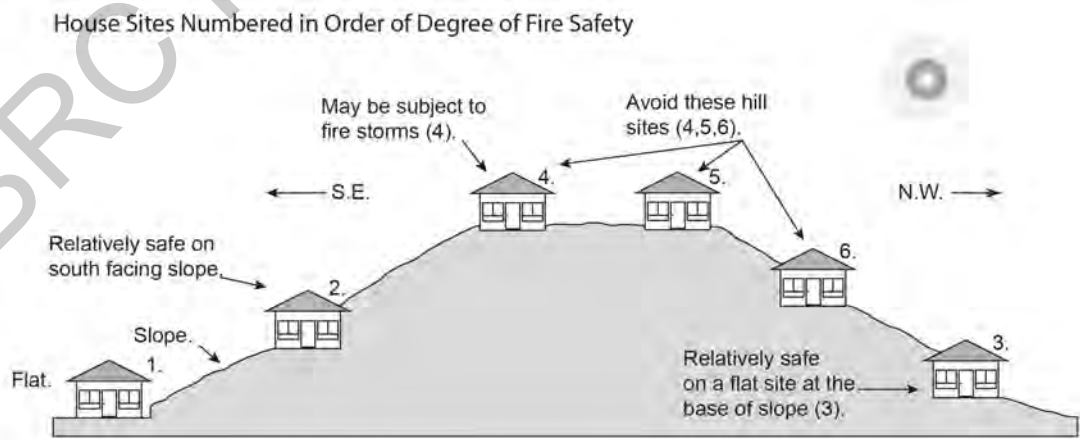 House Sites Numbered in Order of Degree of Fire Safety
May be subject to
fire storms (4).
Avoid these hill
sites (4,5,6).
S.E.
4.
5.
N.W.
Relatively safe on
south facing slope.
2.
6.
Slope.
Flat.
1.
Relatively safe
on a flat site at the
base of slope (3).
3.
BRC